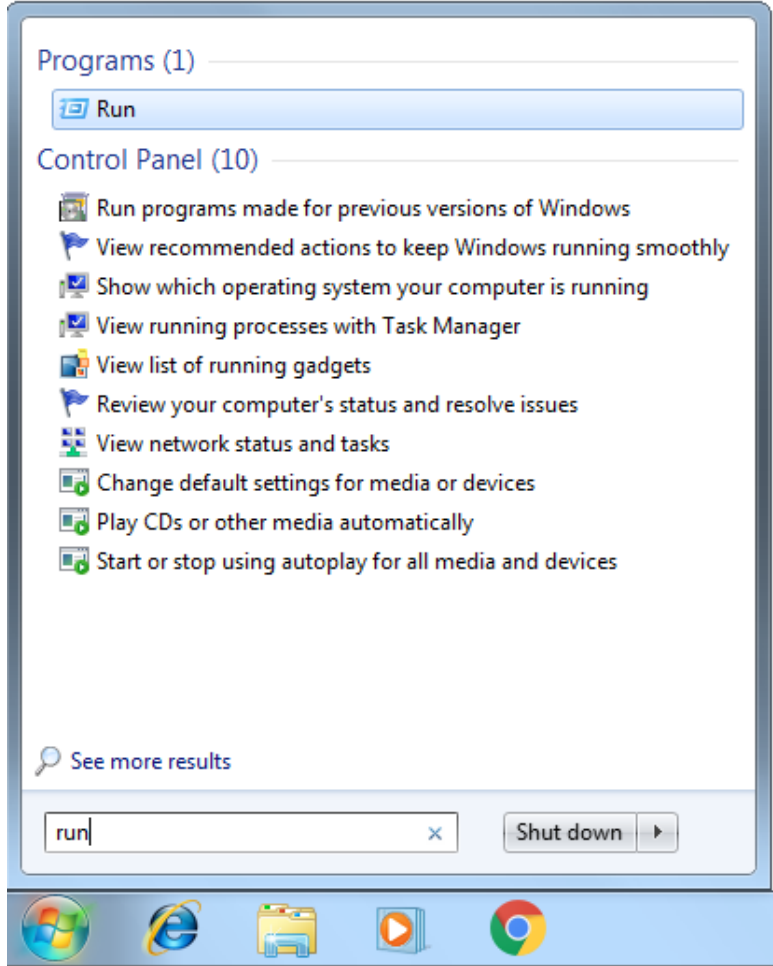 Programs (1)
Run
Control Panel (10)
Run programs made for previous versions of Windows
View recommended actions to keep Windows running smoothly
Show which operating system your computer is running
View running processes with Task Manager
View list of running gadgets
Review your computer's status and resolve issues
View network status and tasks
Change default settings for media or devices
Play CDs or other media automatically
Start or stop using autoplay for all media and devices
See more results
run Shut down